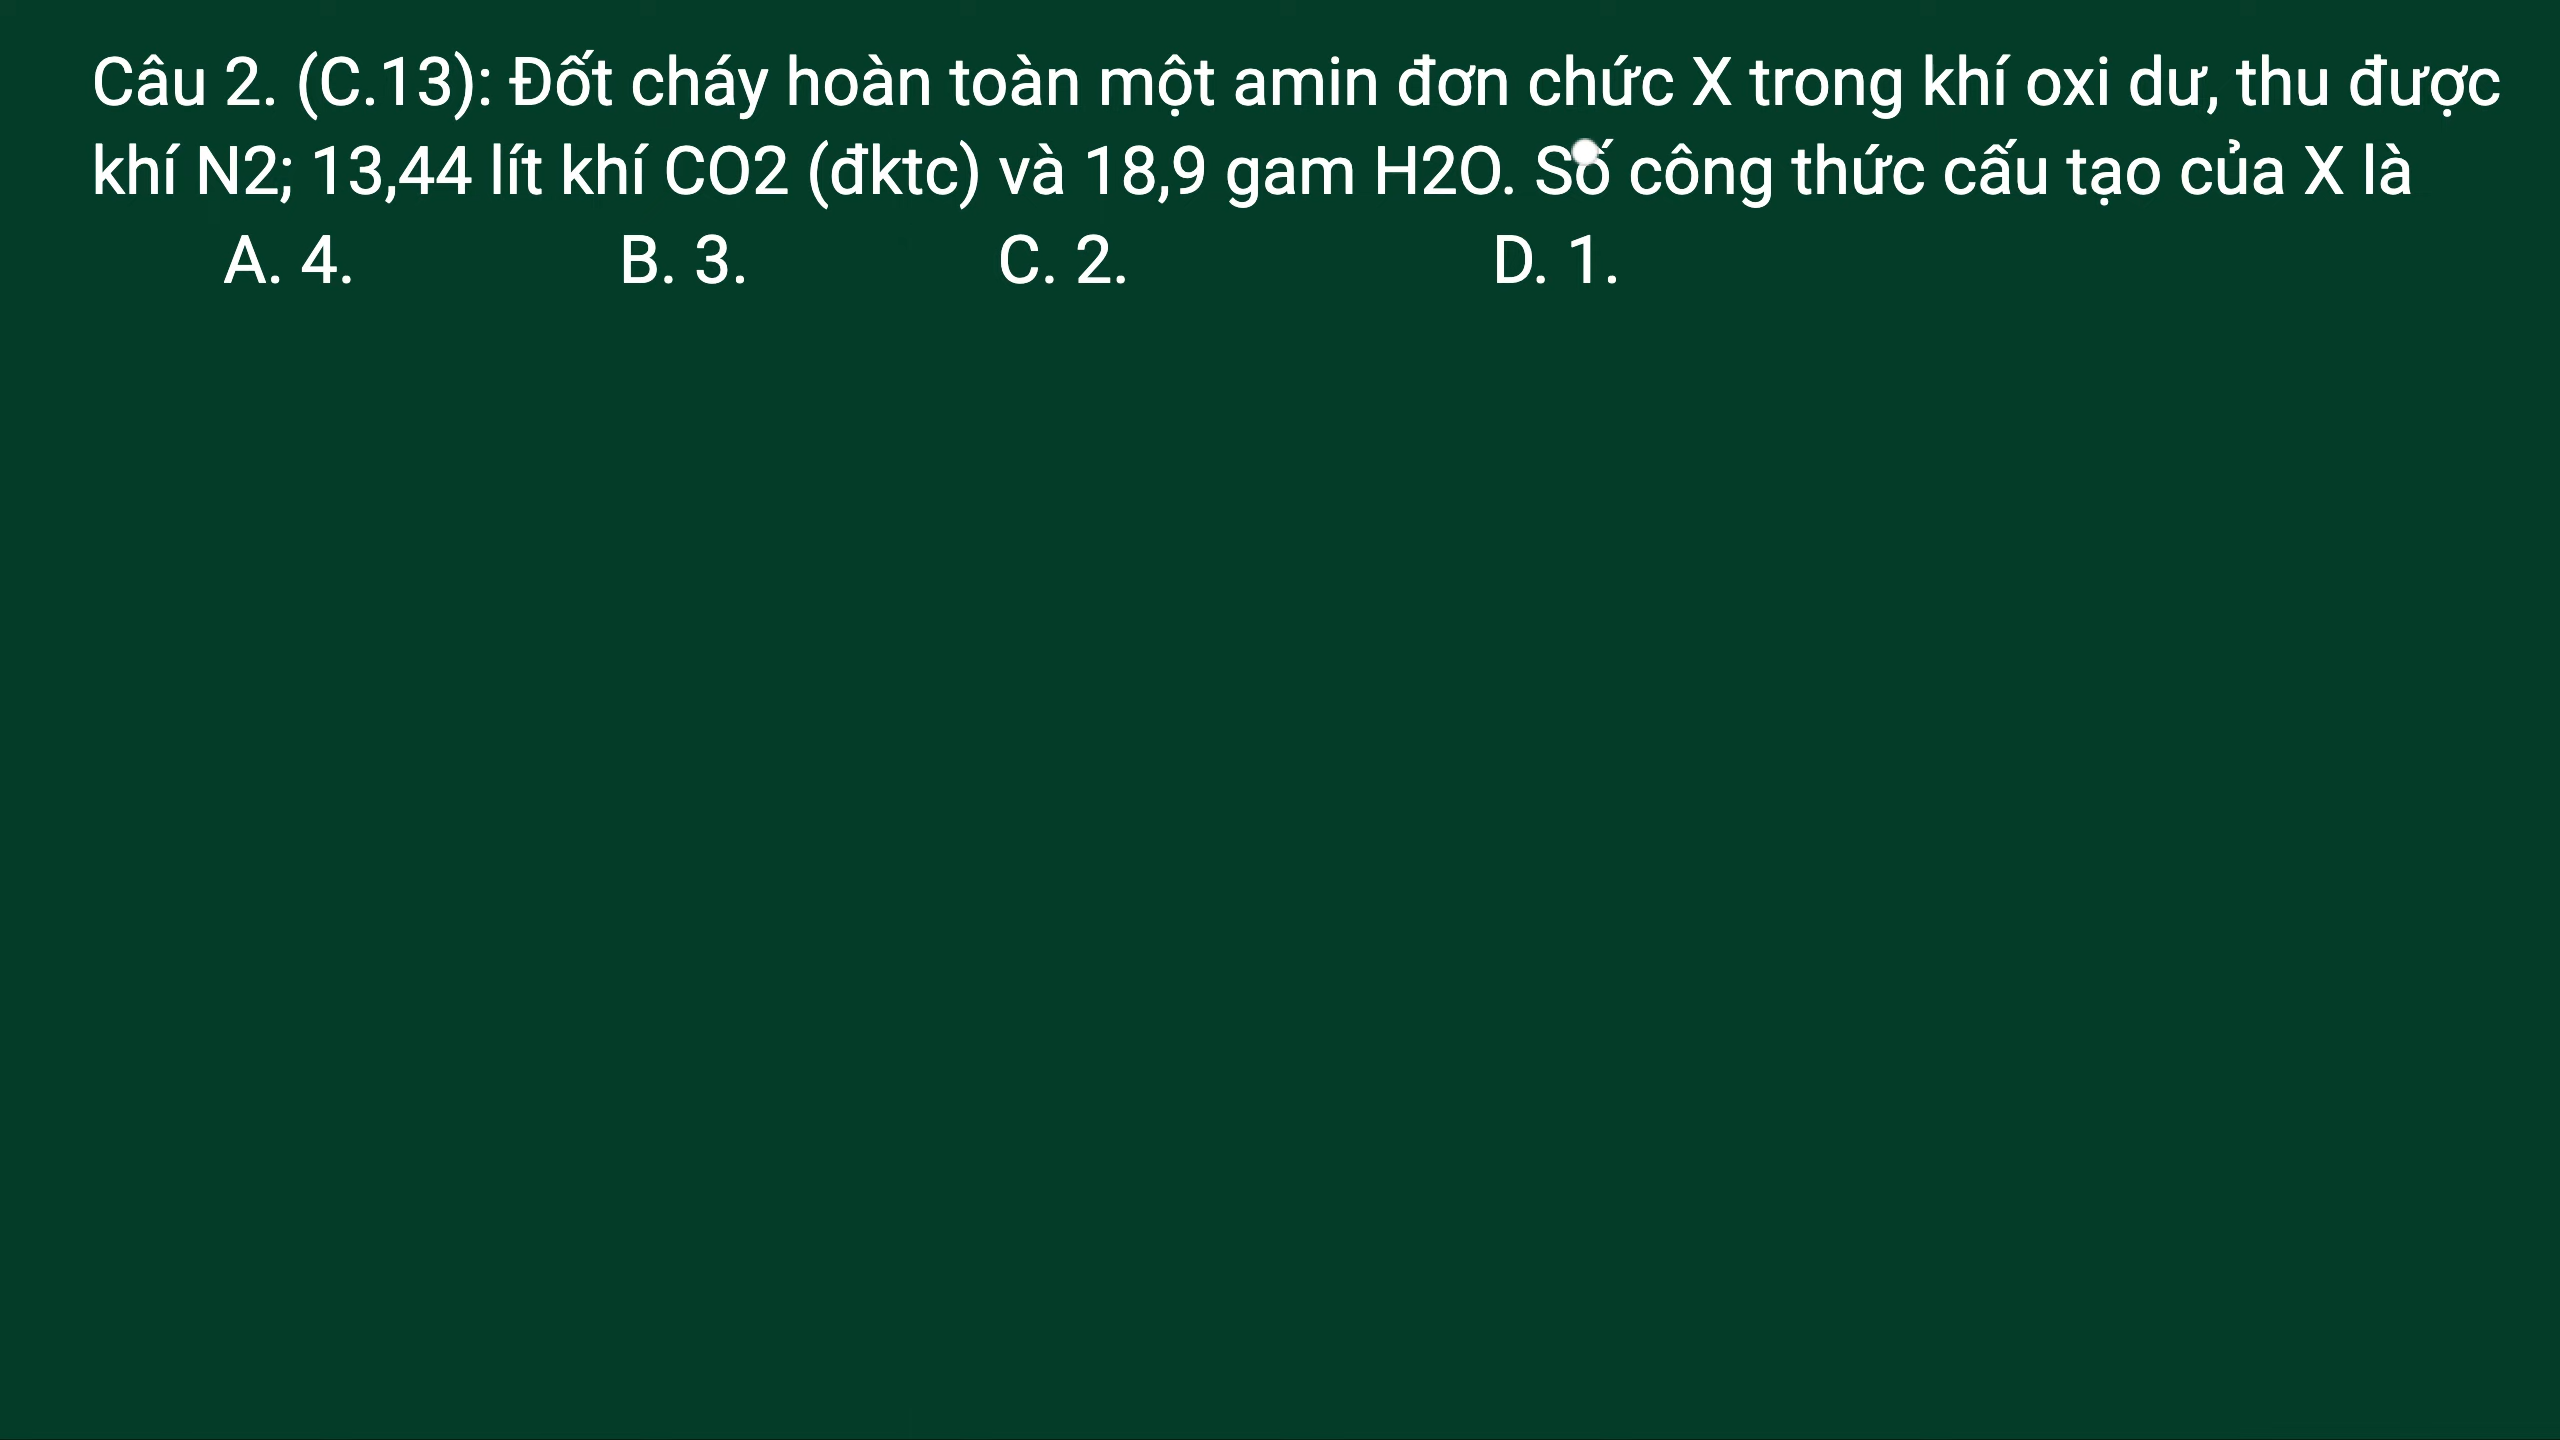 Câu 2. (C.13): Đốt cháy hoàn toàn một amin đơn chức X trong khí oxi dư, thu được
khí N2; 13,44 lít khí CO2 (đktc) và 18,9 gam H2O. Số công thức cấu tạo của X là
A. 4. B. 3. C. 2. D. 1.